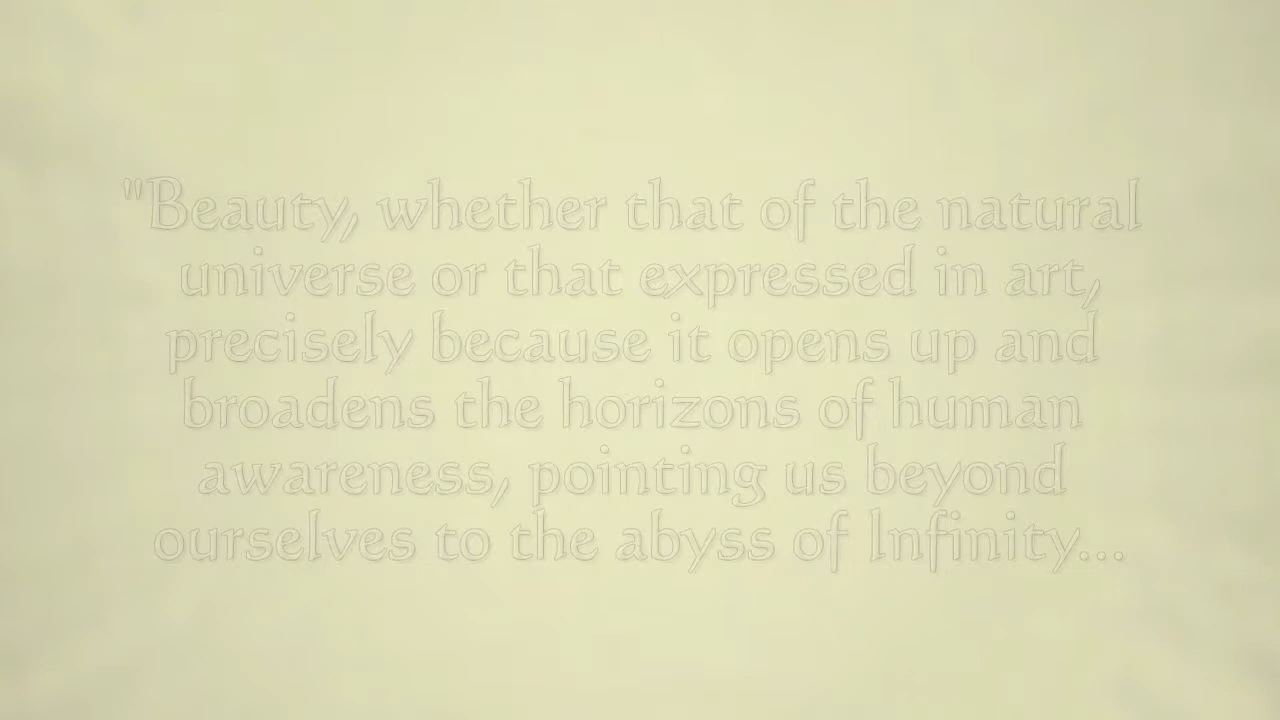 "Beauty, whether that of the natural
universe or that expressed in art,
precisely because it opens up and
broadens the horizons of human
awareness, pointing us beyond
ourselves to the abyss of Infinity...